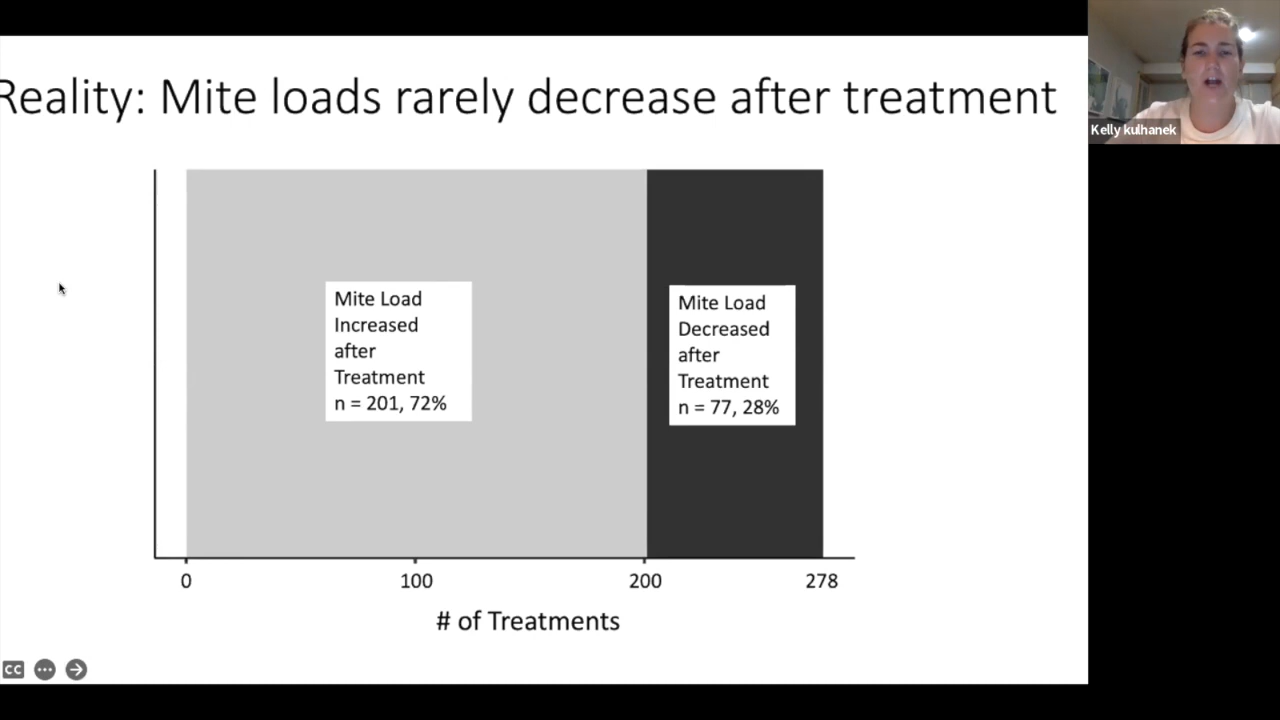 Reality: Mite loads rarely decrease after treatment
Kelly kulhanek
Mite Load
Increased
after
Treatment
n = 201, 72%
Mite Load
Decreased
after
Treatment
n = 77, 28%
0 100 200 278
# of Treatments
CC